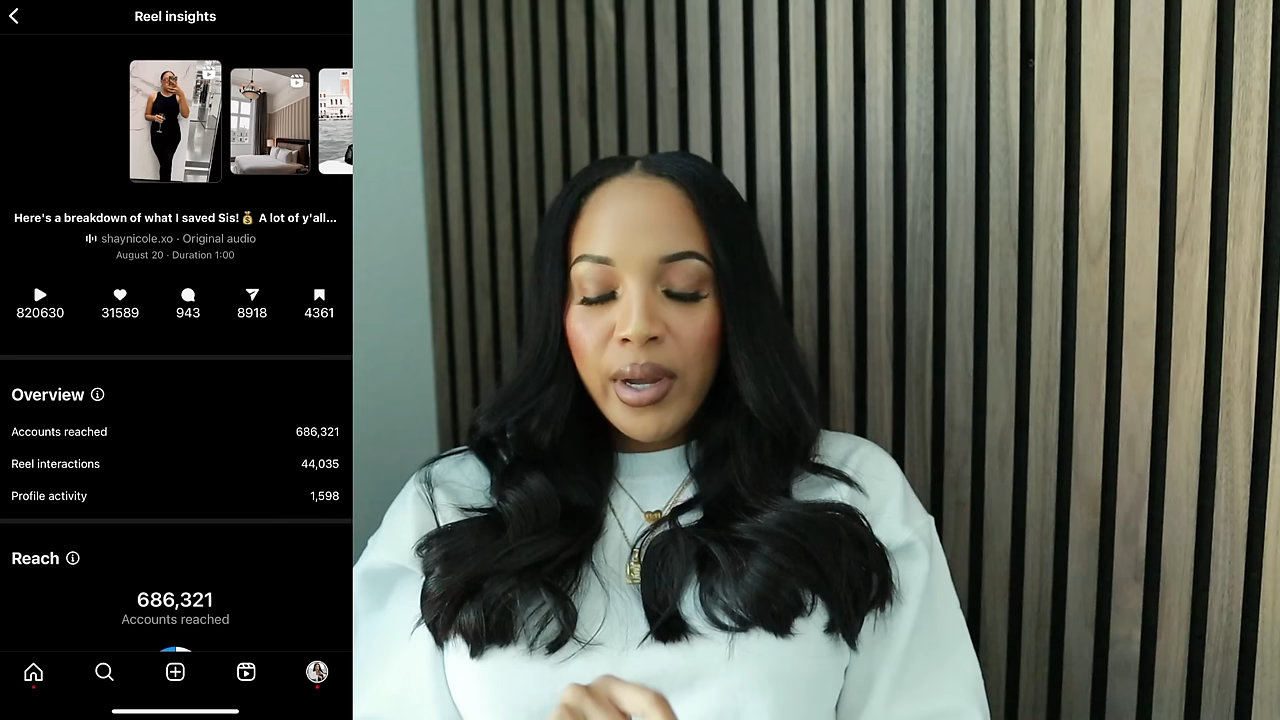 Reel insights
Here's a breakdown of what I saved Sis!💰 A lot of y'all...
shaynicole.xo · Original audio
August 20 · Duration 1:00
820630 31589 943 8918 4361
Overview
Accounts reached 686,321
Reel interactions 44,035
Profile activity 1,598
Reach
686,321
Accounts reached